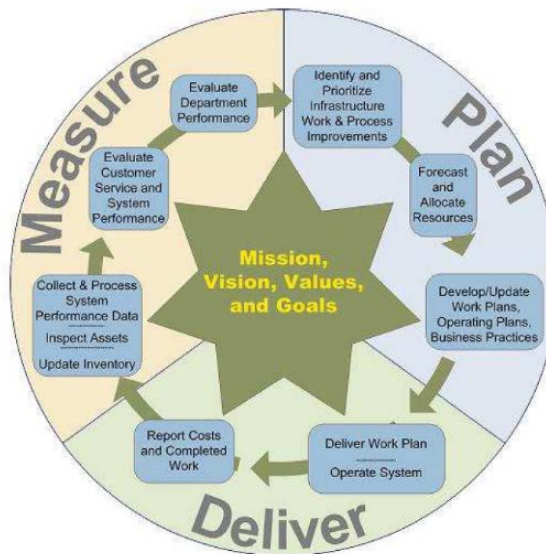 Measure
Plan
Deliver
Evaluate
Department
Performance
Identify and
Prioritize
Infrastructure
Work & Process
Improvements
Forecast
and
Allocate
Resources
Develop/Update
Work Plans,
Operating Plans,
Business Practices
Deliver Work Plan
Operate System
Report Costs
and Completed
Work
Collect & Process
System
Performance Data
Inspect Assets
Update Inventory
Evaluate
Customer
Service and
System
Performance
Mission,
Vision, Values,
and Goals